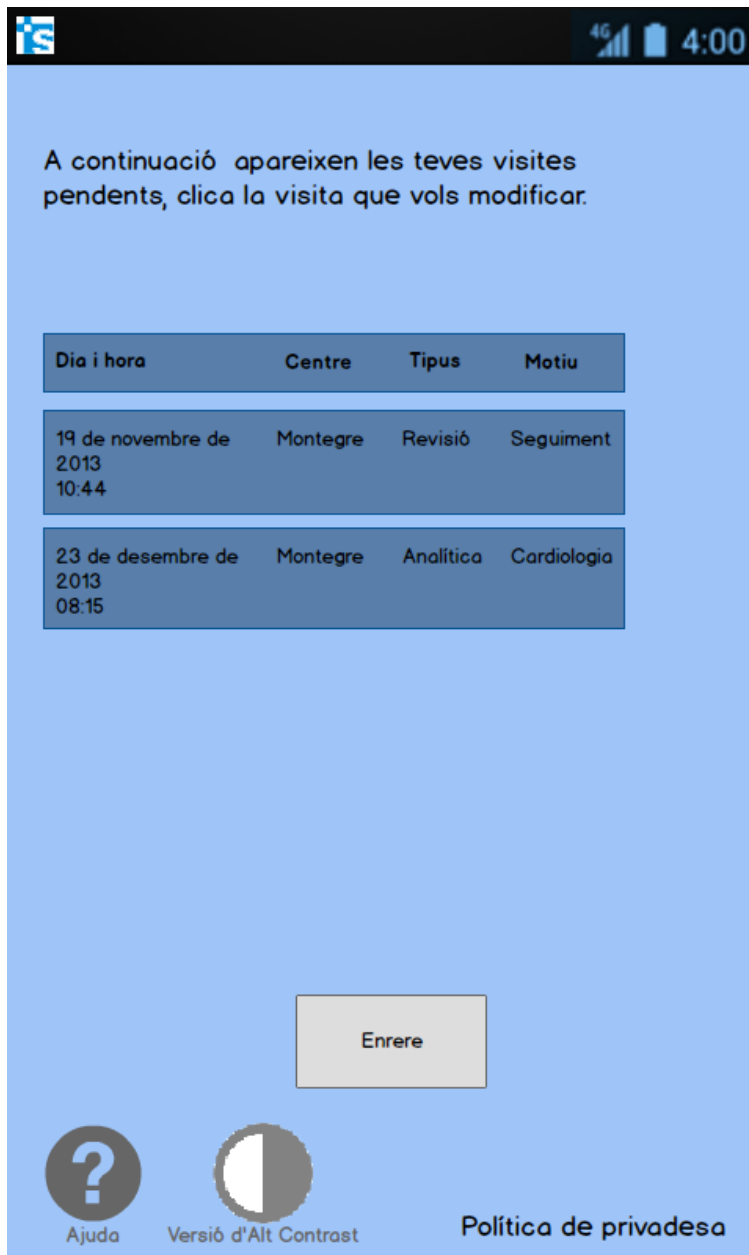 is
4G 4:00
A continuació apareixen les teves visites
pendents, clica la visita que vols modificar.
Dia i hora Centre Tipus Motiu
19 de novembre de Montegre Revisió Seguiment
2013
10:44
23 de desembre de Montegre Analítica Cardiologia
2013
08:15
Enrere
?
Ajuda Versió d'Alt Contrast Política de privadesa